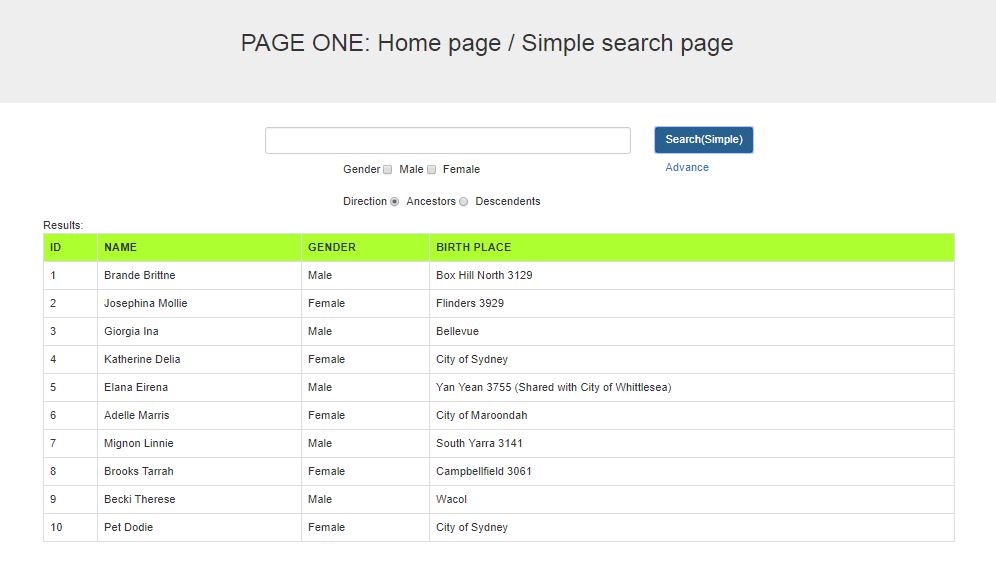 PAGE ONE: Home page / Simple search page
Search(Simple)
Gender Male Female
Advance
Direction Ancestors Descendents
Results:
ID NAME GENDER BIRTH PLACE
1 Brande Brittne Male Box Hill North 3129
2 Josephina Mollie Female Flinders 3929
3 Giorgia Ina Male Bellevue
4 Katherine Delia Female City of Sydney
5 Elana Eirena Male Yan Yean 3755 (Shared with City of Whittlesea)
6 Adelle Marris Female City of Maroondah
7 Mignon Linnie Male South Yarra 3141
8 Brooks Tarrah Female Campbellfield 3061
9 Becki Therese Male Wacol
10 Pet Dodie Female City of Sydney